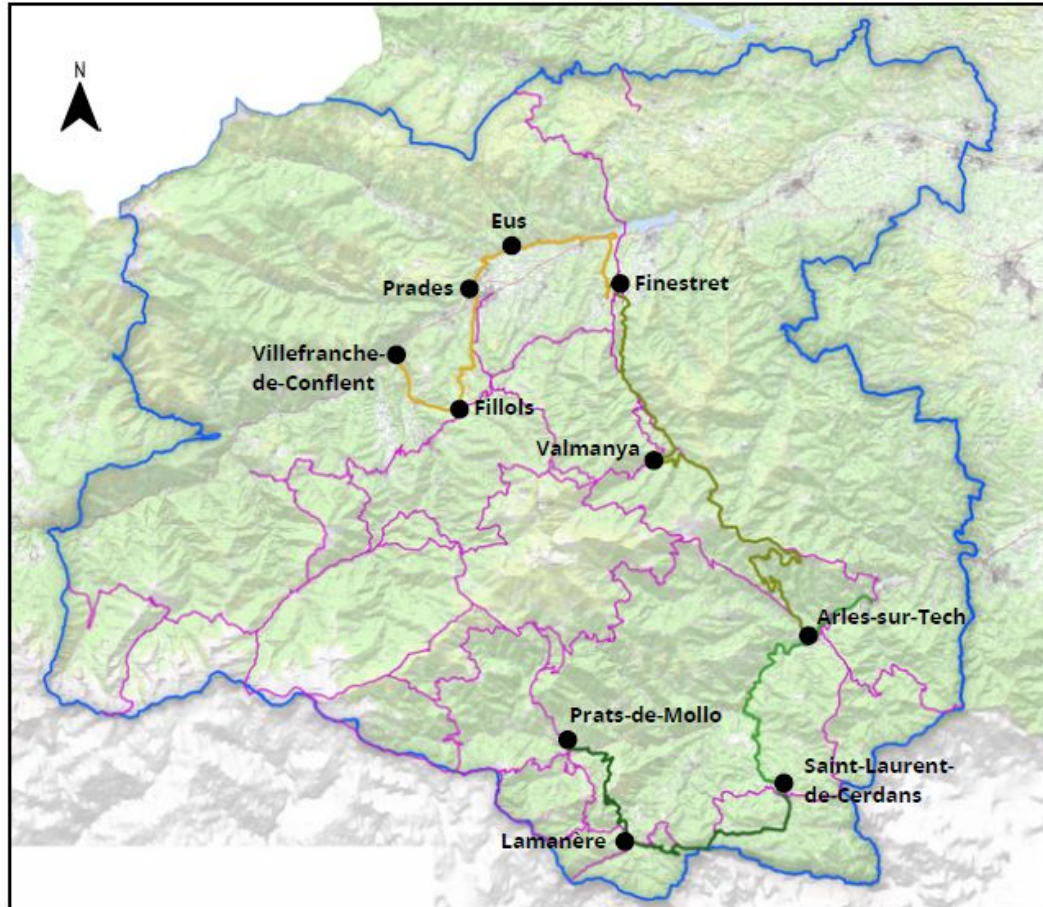 N
Eus
Prades
Finestret
Villefranche-
de-Conflent
Fillols
Valmanya
Arles-sur-Tech
Prats-de-Mollo
Saint-Laurent-
de-Cerdans
Lamanère